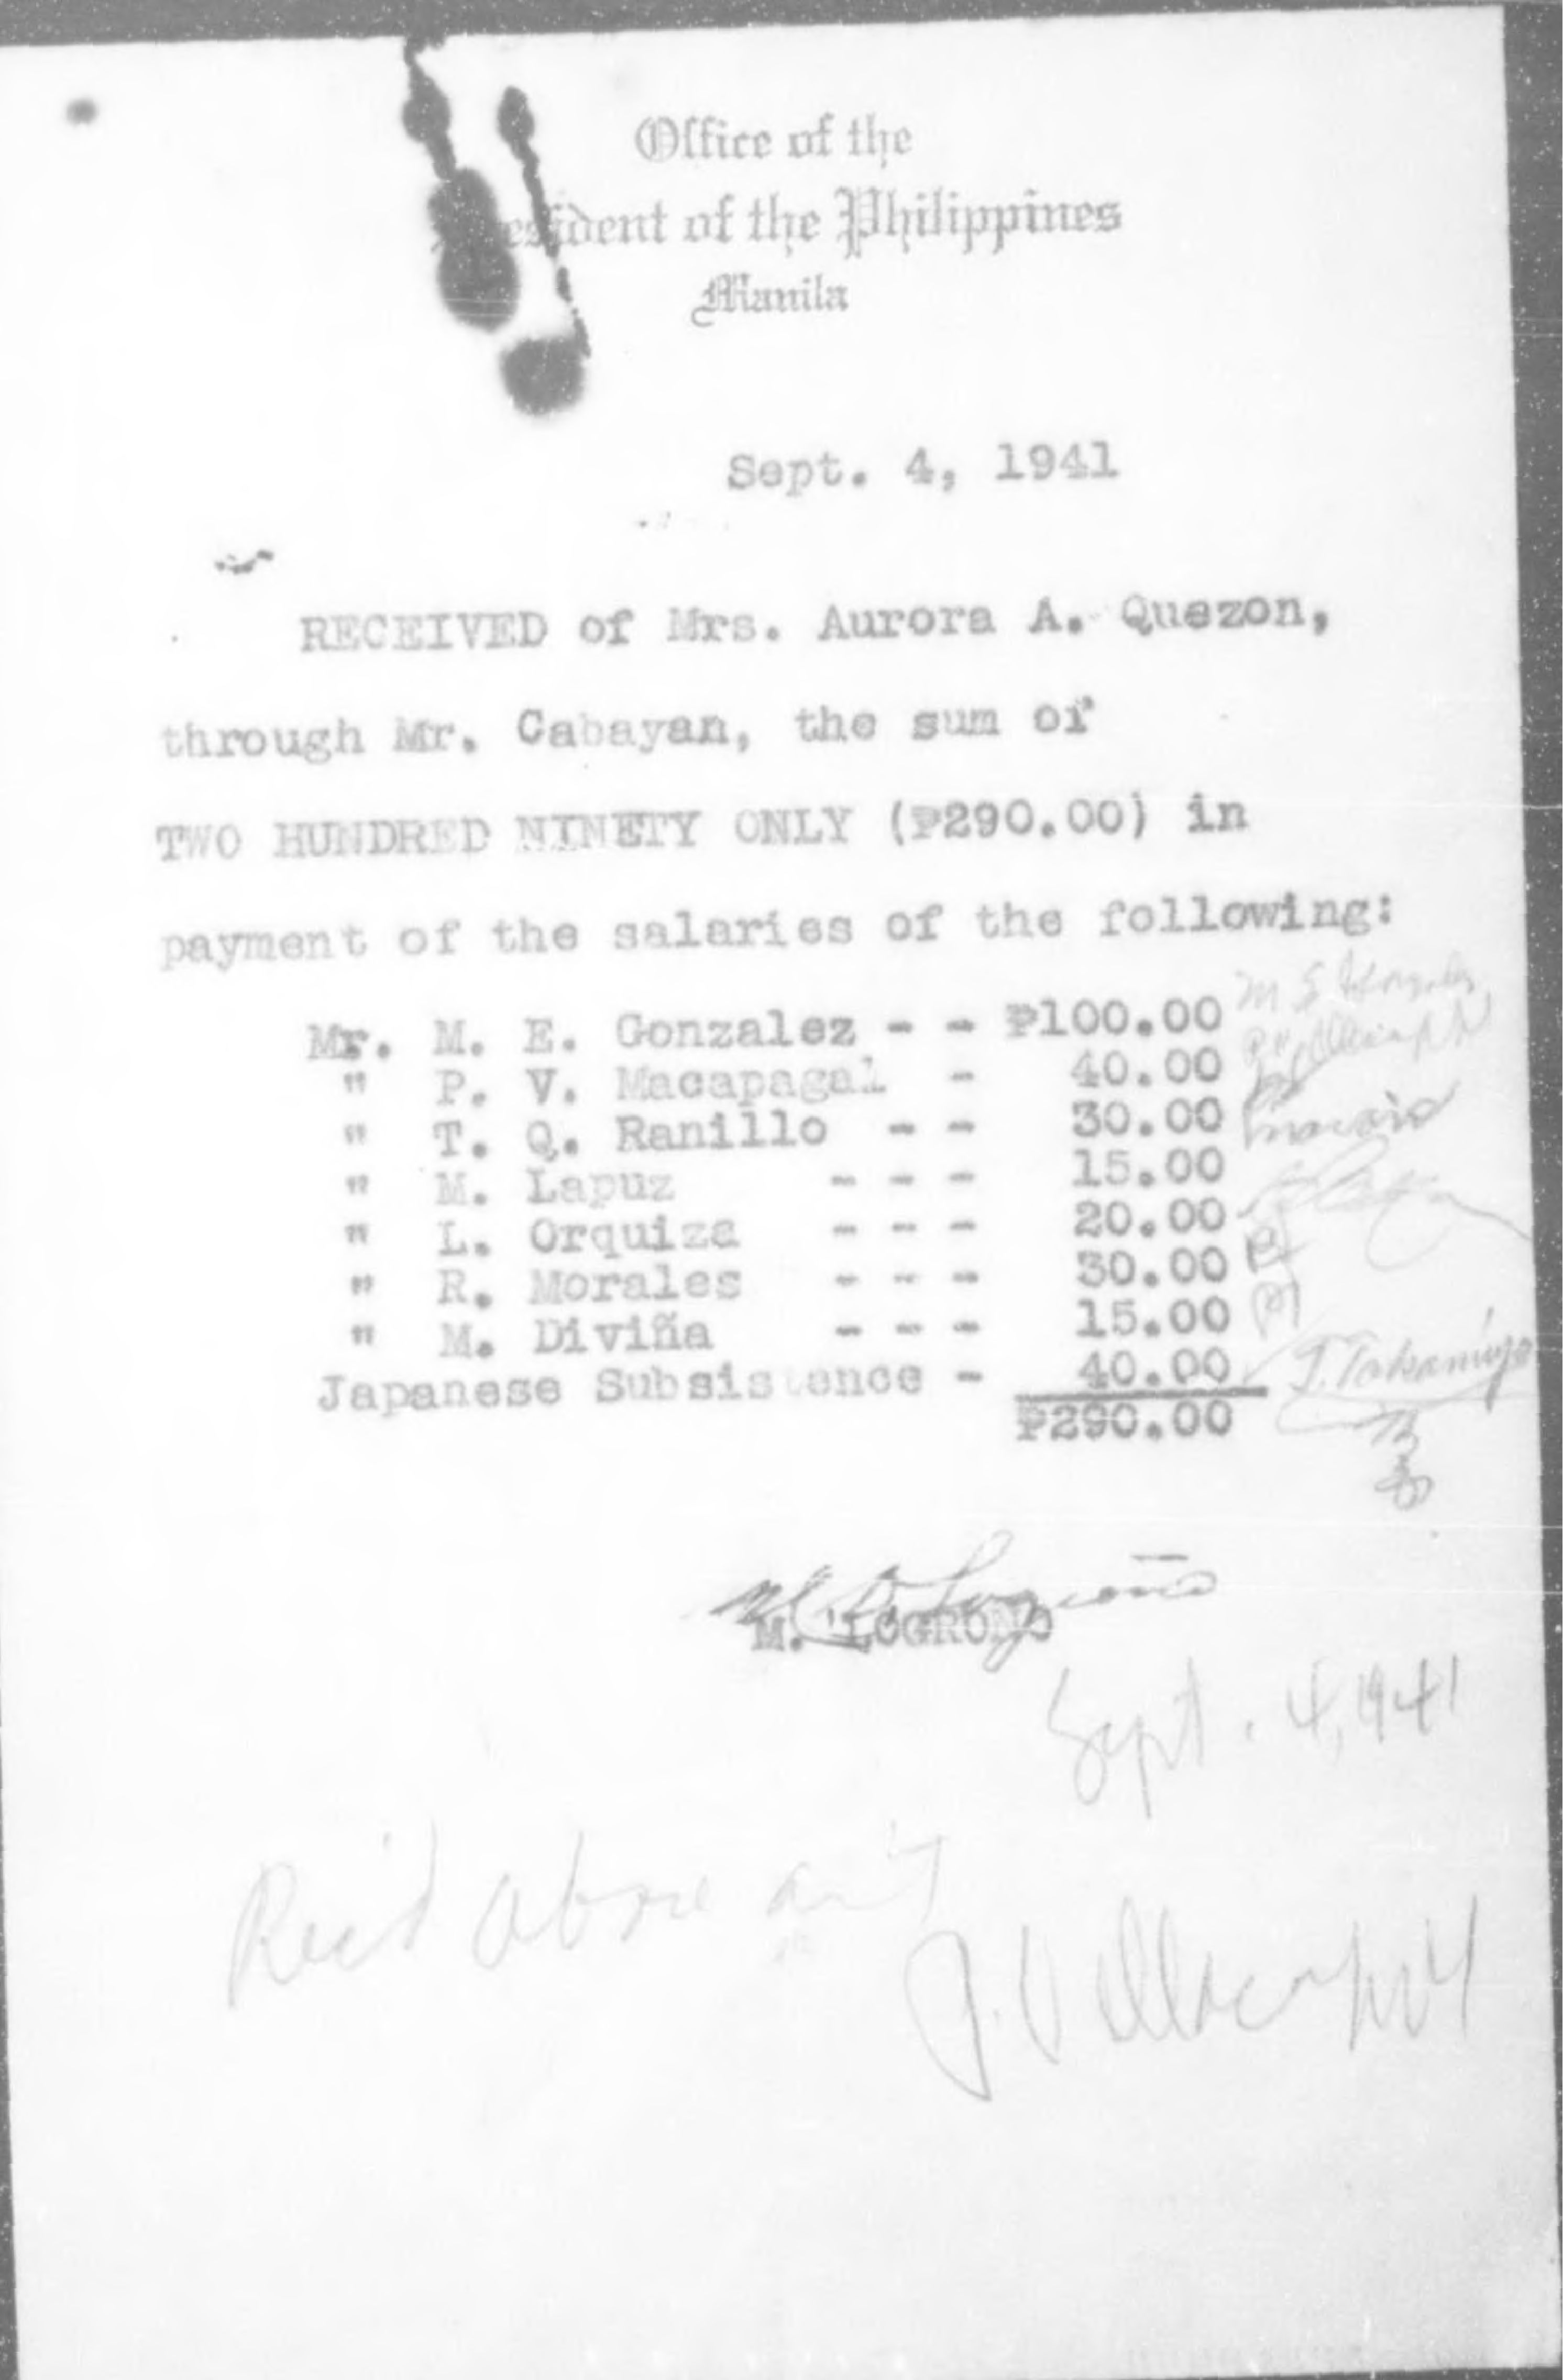 Office of the
President of the Philippines
Manila
Sept. 4, 1941
RECEIVED of Mrs. Aurora A. Quezon,
through Mr. Cabayan, the sum of
TWO HUNDRED NINETY ONLY (₱290.00) in
payment of the salaries of the following:
Mr. M. E. Gonzalez - - ₱100.00
" P. V. Macapagal - 40.00
" T. Q. Ranillo - - 30.00
" M. Lapuz - - - 15.00
" L. Orquiza - - - 20.00
" R. Morales - - - 30.00
" M. Diviña - - - 15.00
Japanese Subsistence - 40.00
₱290.00
M. LOGRONO
Sept. 4, 1941
Rec'd above